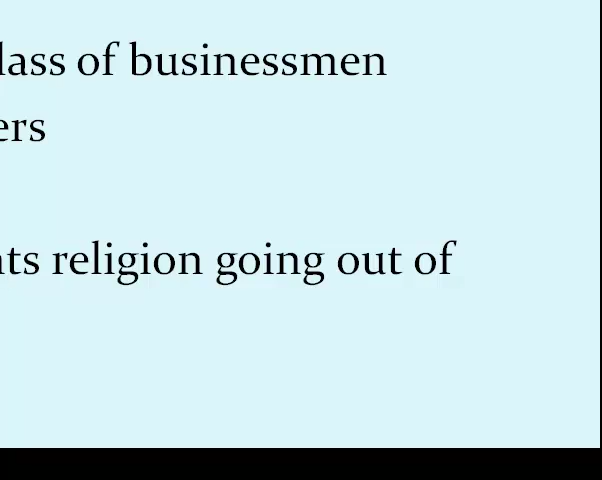 lass of businessmen
ers
ts religion going out of